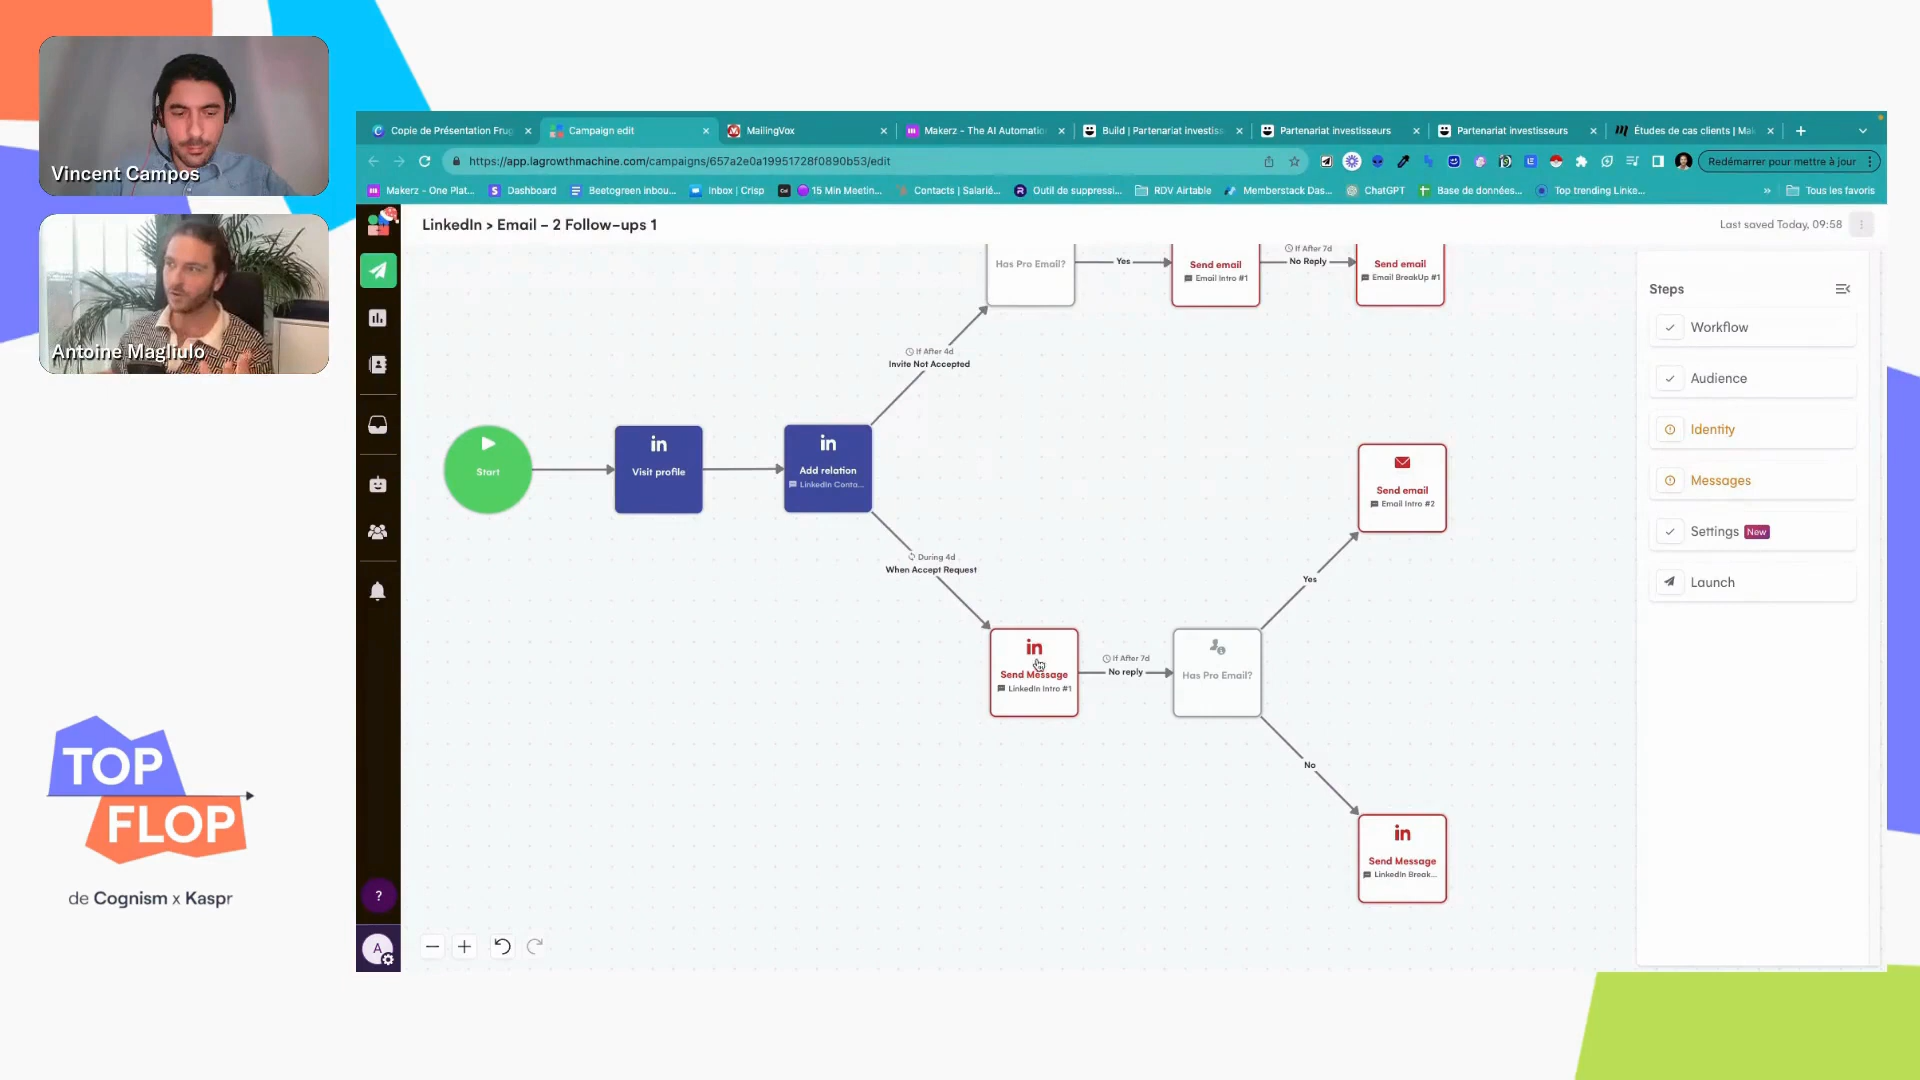 Vincent Campos
Antoine Magliulo
TOP
FLOP
de Cognism x Kaspr
Copie de Présentation Frug
Campaign edit
MailingVox
Makerz - The AI Automatio
Build | Partenariat investiss
Partenariat investisseurs
Partenariat investisseurs
Études de cas clients | Mak
https://app.lagrowthmachine.com/campaigns/657a2e0a19951728f0890b53/edit
Redémarrer pour mettre à jour
Makerz - One Plat...
Dashboard
Beetogreen inbou...
Inbox | Crisp
15 Min Meetin...
Contacts | Salarié...
Outil de suppressi...
RDV Airtable
Memberstack Das...
ChatGPT
Base de données...
Top trending Linke...
Tous les favoris
LinkedIn > Email - 2 Follow-ups 1
Last saved Today, 09:58
Has Pro Email?
Yes
Send email
Email Intro #1
If After 7d
No Reply
Send email
Email BreakUp #1
If After 4d
Invite Not Accepted
Start
Visit profile
Add relation
LinkedIn Conta...
During 4d
When Accept Request
Send Message
LinkedIn Intro #1
If After 7d
No reply
Has Pro Email?
Yes
Send email
Email Intro #2
No
Send Message
LinkedIn Break...
Steps
Workflow
Audience
Identity
Messages
Settings New
Launch
?
A